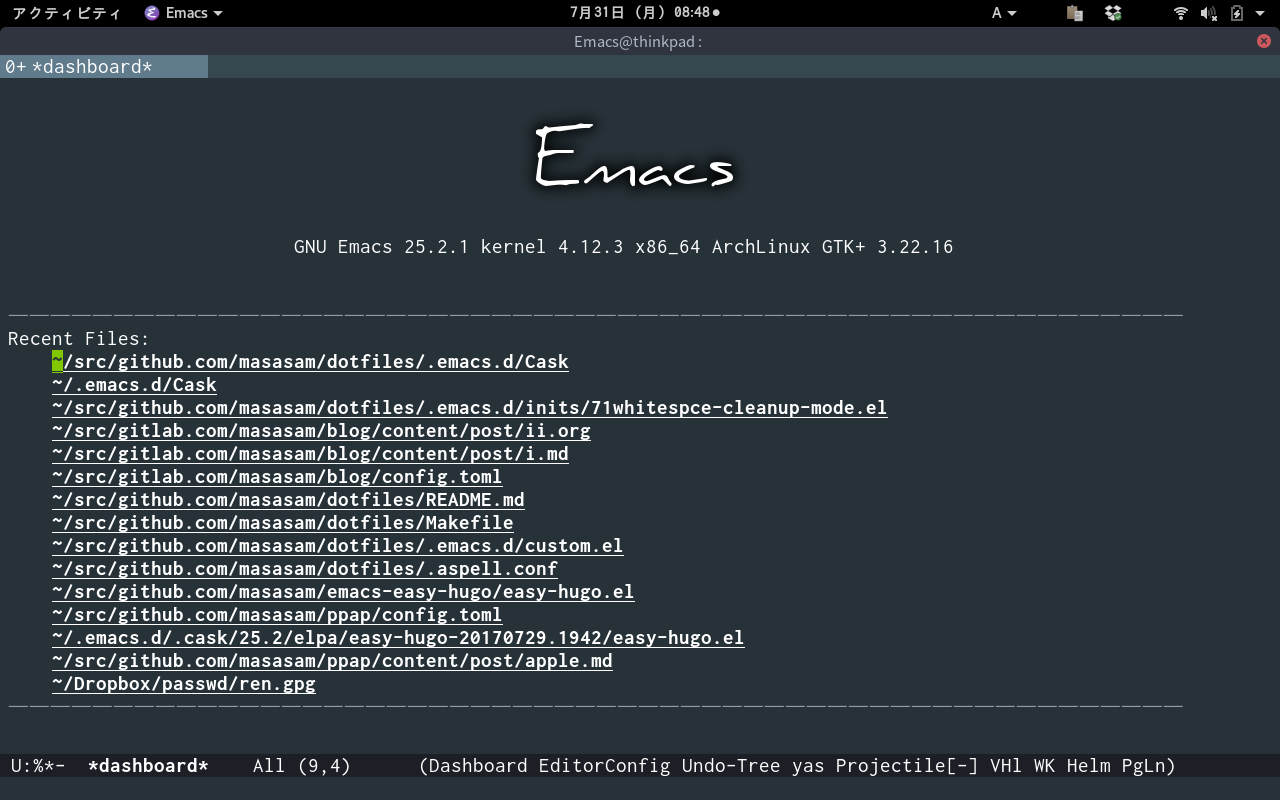 アクティビティ Emacs 7月31日 (月) 08:48 A
Emacs@thinkpad:
0+ *dashboard*
Emacs
GNU Emacs 25.2.1 kernel 4.12.3 x86_64 ArchLinux GTK+ 3.22.16
Recent Files:
~/src/github.com/masasam/dotfiles/.emacs.d/Cask
~/.emacs.d/Cask
~/src/github.com/masasam/dotfiles/.emacs.d/inits/71whitespce-cleanup-mode.el
~/src/gitlab.com/masasam/blog/content/post/ii.org
~/src/gitlab.com/masasam/blog/content/post/i.md
~/src/gitlab.com/masasam/blog/config.toml
~/src/github.com/masasam/dotfiles/README.md
~/src/github.com/masasam/dotfiles/Makefile
~/src/github.com/masasam/dotfiles/.emacs.d/custom.el
~/src/github.com/masasam/dotfiles/.aspell.conf
~/src/github.com/masasam/emacs-easy-hugo/easy-hugo.el
~/src/github.com/masasam/ppap/config.toml
~/.emacs.d/.cask/25.2/elpa/easy-hugo-20170729.1942/easy-hugo.el
~/src/github.com/masasam/ppap/content/post/apple.md
~/Dropbox/passwd/ren.gpg
U:%*- *dashboard* All (9,4) (Dashboard EditorConfig Undo-Tree yas Projectile[-] VHl WK Helm PgLn)